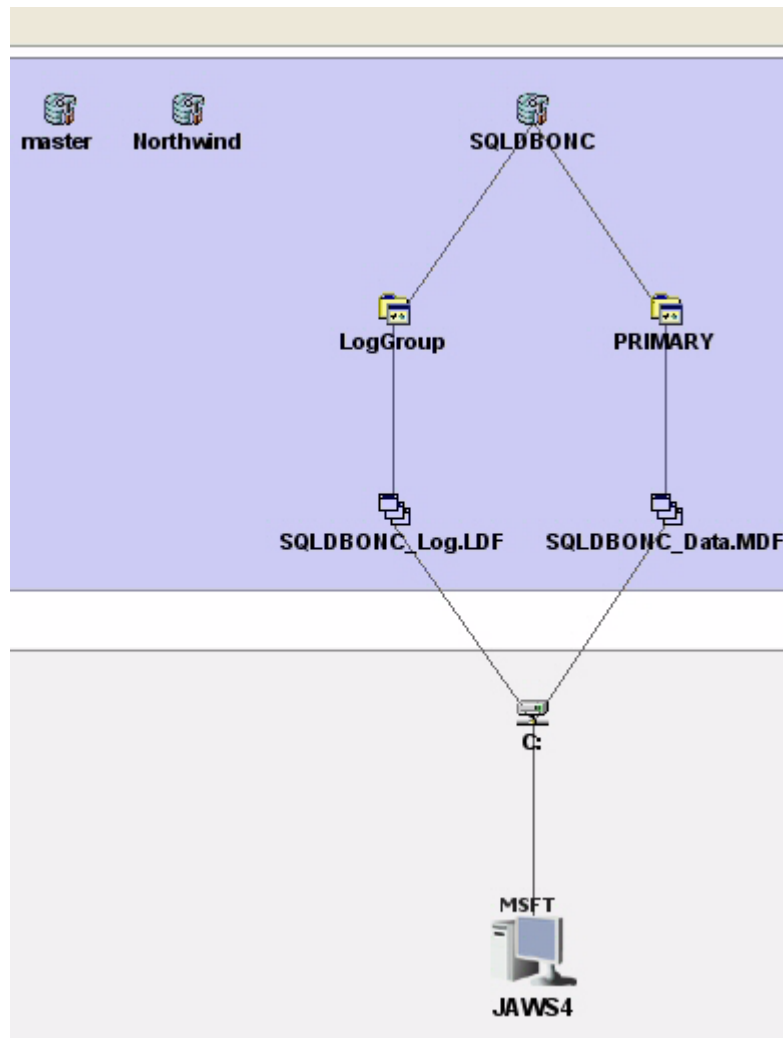 master Northwind SQLDBONC
LogGroup PRIMARY
SQLDBONC_Log.LDF SQLDBONC_Data.MDF
C:
MSFT
JAWS4